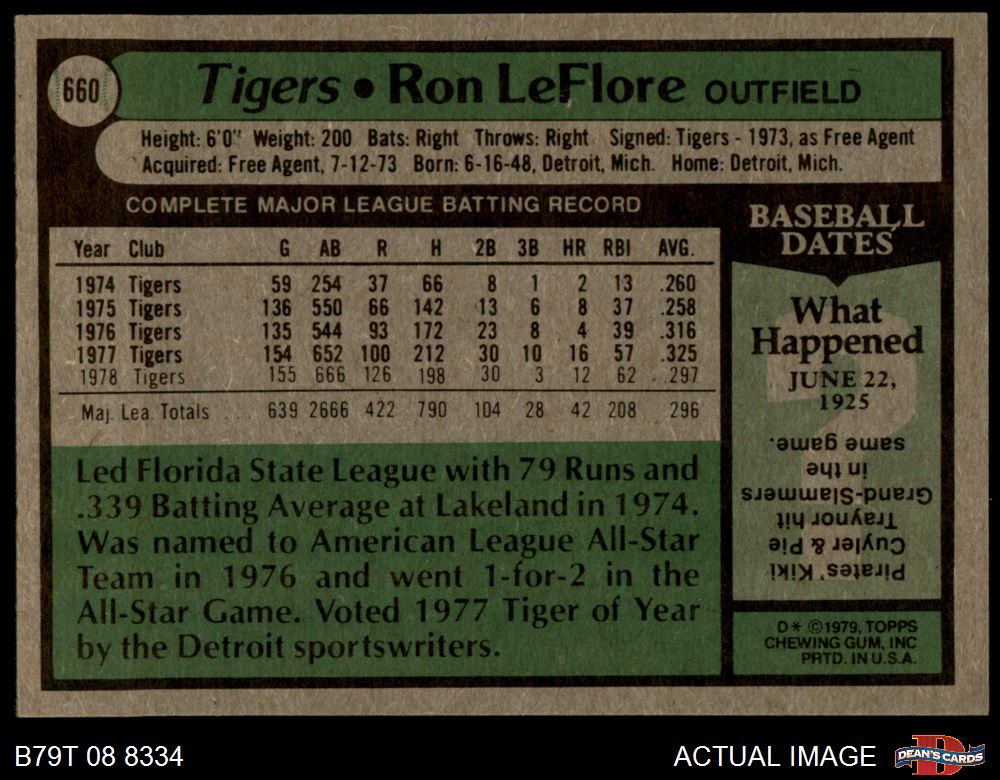 660
Tigers • Ron LeFlore OUTFIELD
Height: 6'0" Weight: 200 Bats: Right Throws: Right Signed: Tigers - 1973, as Free Agent
Acquired: Free Agent, 7-12-73 Born: 6-16-48, Detroit, Mich. Home: Detroit, Mich.
COMPLETE MAJOR LEAGUE BATTING RECORD
Year Club G AB R H 2B 3B HR RBI AVG.
1974 Tigers 59 254 37 66 8 1 2 13 .260
1975 Tigers 136 550 66 142 13 6 8 37 .258
1976 Tigers 135 544 93 172 23 8 4 39 .316
1977 Tigers 154 652 100 212 30 10 16 57 .325
1978 Tigers 155 666 126 198 30 3 12 62 .297
Maj. Lea. Totals 639 2666 422 790 104 28 42 208 296
Led Florida State League with 79 Runs and
.339 Batting Average at Lakeland in 1974.
Was named to American League All-Star
Team in 1976 and went 1-for-2 in the
All-Star Game. Voted 1977 Tiger of Year
by the Detroit sportswriters.
BASEBALL
DATES
What
Happened
JUNE 22,
1925
Pirates' Kiki
Cuyler & Pie
Traynor hit
Grand-Slammers
in the
same game.
D* ©1979, TOPPS
CHEWING GUM, INC
PRTD. IN U.S.A.
B79T 08 8334
ACTUAL IMAGE
D
DEAN'S CARDS